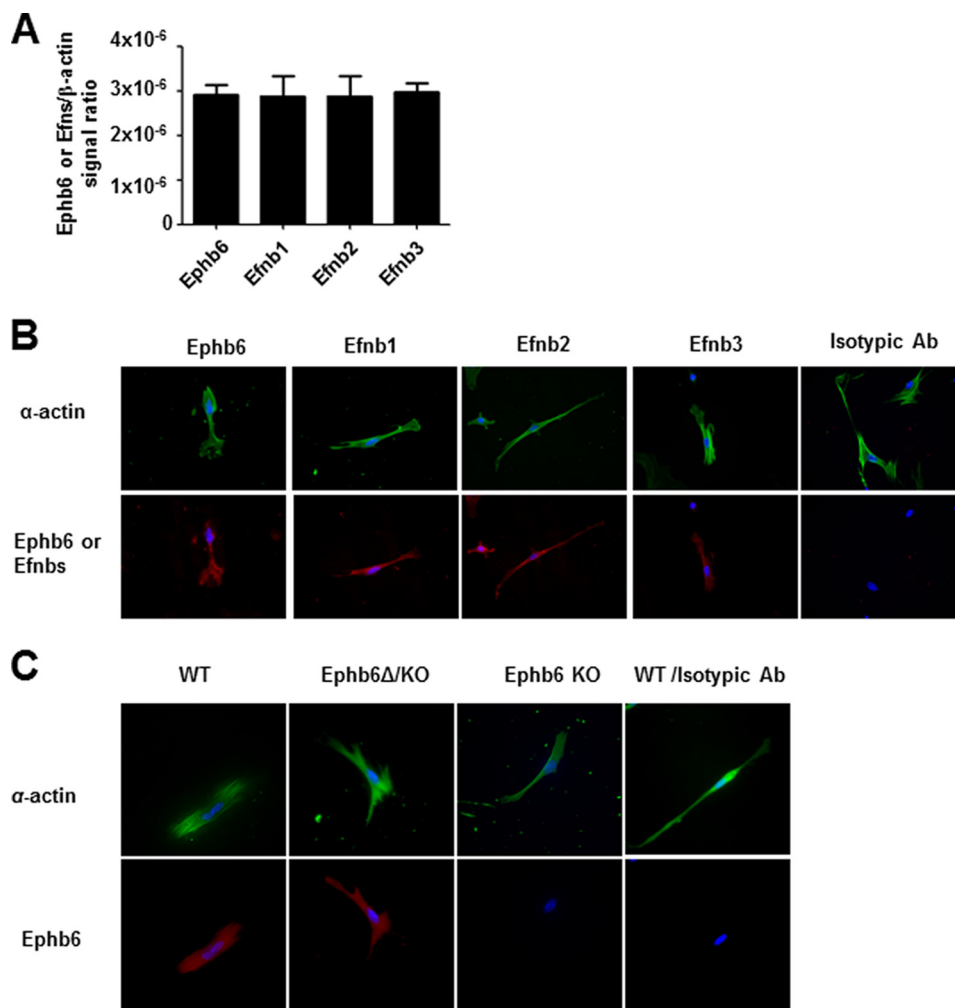 A
Ephb6 or Efns/β-actin
signal ratio
4x10-6
3x10-6
2x10-6
1x10-6
0
Ephb6
Efnb1
Efnb2
Efnb3
B
Ephb6 Efnb1 Efnb2 Efnb3 Isotypic Ab
α-actin
Ephb6 or
Efnbs
C
WT Ephb6Δ/KO Ephb6 KO WT /Isotypic Ab
α-actin
Ephb6